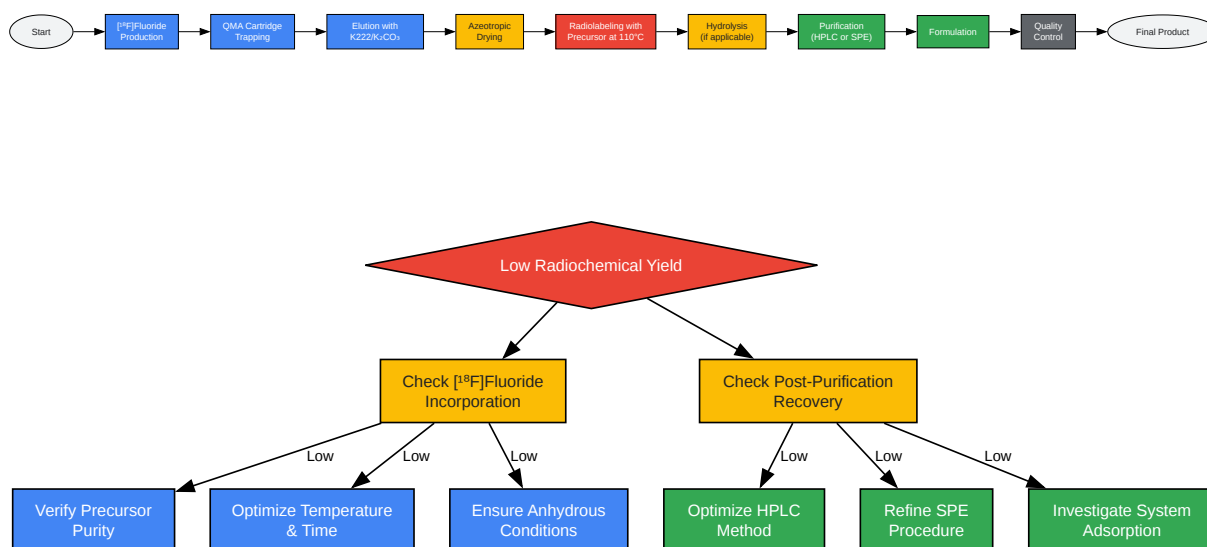 Start
[¹⁸F]Fluoride
Production
QMA Cartridge
Trapping
Elution with
K222/K₂CO₃
Azeotropic
Drying
Radiolabeling with
Precursor at 110°C
Hydrolysis
(if applicable)
Purification
(HPLC or SPE)
Formulation
Quality
Control
Final Product
Low Radiochemical Yield
Check [¹⁸F]Fluoride
Incorporation
Check Post-Purification
Recovery
Low
Low
Low
Low
Low
Low
Verify Precursor
Purity
Optimize Temperature
& Time
Ensure Anhydrous
Conditions
Optimize HPLC
Method
Refine SPE
Procedure
Investigate System
Adsorption